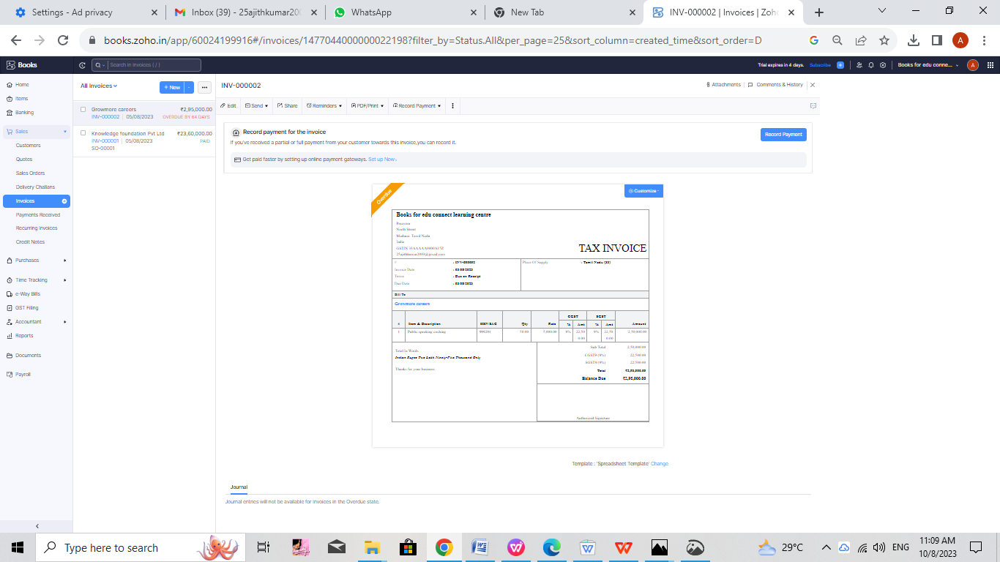 Settings - Ad privacy
Inbox (39) - 25ajithkumar200
WhatsApp
New Tab
INV-000002 | Invoices | Zoh
books.zoho.in/app/60024199916#/invoices/1477044000000022198?filter_by=Status.All&per_page=25&sort_column=created_time&sort_order=D
A
Books
Search in Invoices ( / )
Trial expires in 4 days.
Subscribe
Books for edu conne...
A
Home
Items
Banking
Sales
Customers
Quotes
Sales Orders
Delivery Challans
Invoices
Payments Received
Recurring Invoices
Credit Notes
Purchases
Time Tracking
e-Way Bills
GST Filing
Accountant
Reports
Documents
Payroll
All Invoices
+ New
Growmore careers ₹2,95,000.00
INV-000002 | 05/08/2023 OVERDUE BY 64 DAYS
Knowledge foundation Pvt Ltd ₹23,60,000.00
INV-000001 | 05/08/2023 PAID
SO-00001
INV-000002
Attachments
Comments & History
Edit
Send
Share
Reminders
PDF/Print
Record Payment
Record payment for the invoice
If you've received a partial or full payment from your customer towards this invoice,you can record it.
Record Payment
Get paid faster by setting up online payment gateways. Set up Now
Overdue
Customize
Books for edu connect learning centre
North Street
Madurai Tamil Nadu
India
25ajithkumar2003@gmail.com
TAX INVOICE
# : INV-000002
Invoice Date : 05/08/2023
Terms : Due on Receipt
Due Date : 05/08/2023
Place Of Supply : Tamil Nadu (33)
Bill To
Growmore careers
# Item & Description HSN/SAC Qty Rate CGST SGST Amount
% Amt % Amt
1 Public speaking coching 999294 50.00 5,000.00 9% 22,500.00 9% 22,500.00 2,50,000.00
Total In Words
Indian Rupee Two Lakh Ninety-Five Thousand Only
Thanks for your business.
Sub Total 2,50,000.00
CGST9 (9%) 22,500.00
SGST9 (9%) 22,500.00
Total ₹2,95,000.00
Balance Due ₹2,95,000.00
Authorized Signature
Template : 'Spreadsheet Template' Change
Journal
Journal entries will not be available for invoices in the Overdue state.
Type here to search
29°C
ENG
11:09 AM
10/8/2023